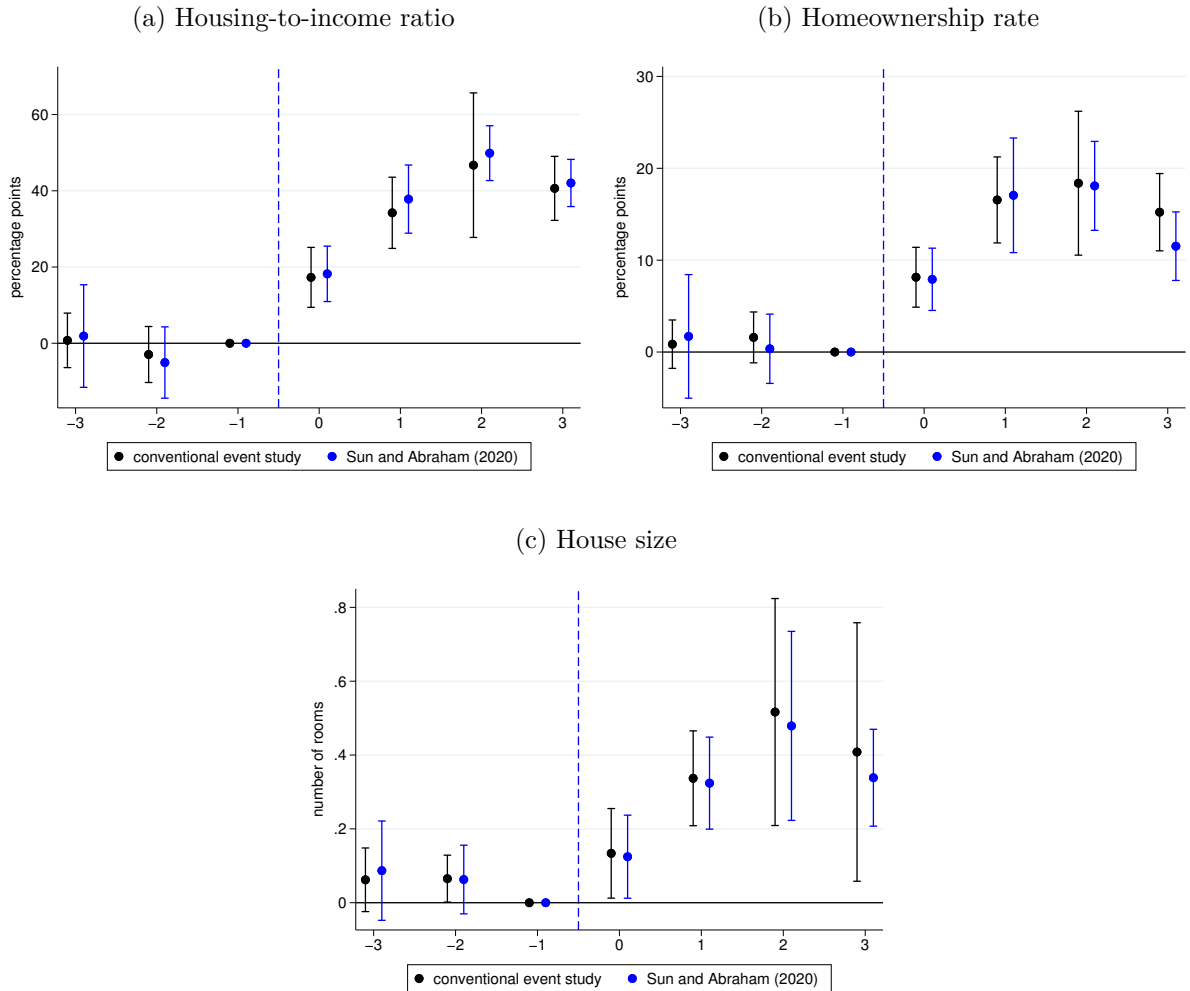 (a) Housing-to-income ratio
percentage points
60
40
20
0
−3 −2 −1 0 1 2 3
conventional event study Sun and Abraham (2020)
(b) Homeownership rate
percentage points
30
20
10
0
−3 −2 −1 0 1 2 3
conventional event study Sun and Abraham (2020)
(c) House size
number of rooms
.8
.6
.4
.2
0
−3 −2 −1 0 1 2 3
conventional event study Sun and Abraham (2020)